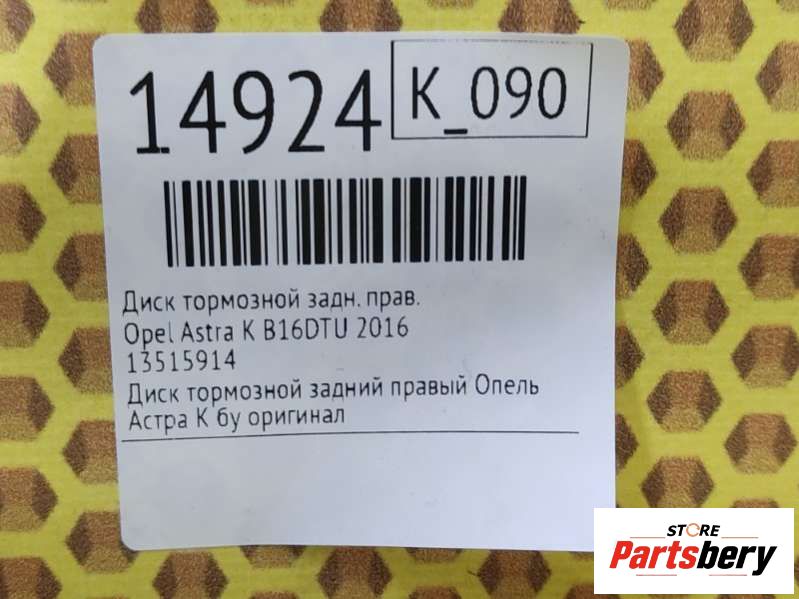 14924
K_090
Диск тормозной задн. прав.
Opel Astra K B16DTU 2016
13515914
Диск тормозной задний правый Опель
Астра К бу оригинал
STORE
Partsbery